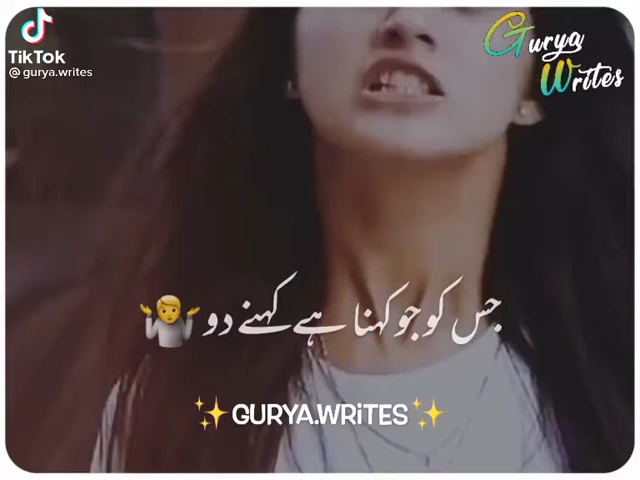 TikTok
@ gurya.writes
Gurya
Writes
جس کو جو کہنا ہے کہنے دو 🤷‍♂️
✨GURYA.WRiTES✨